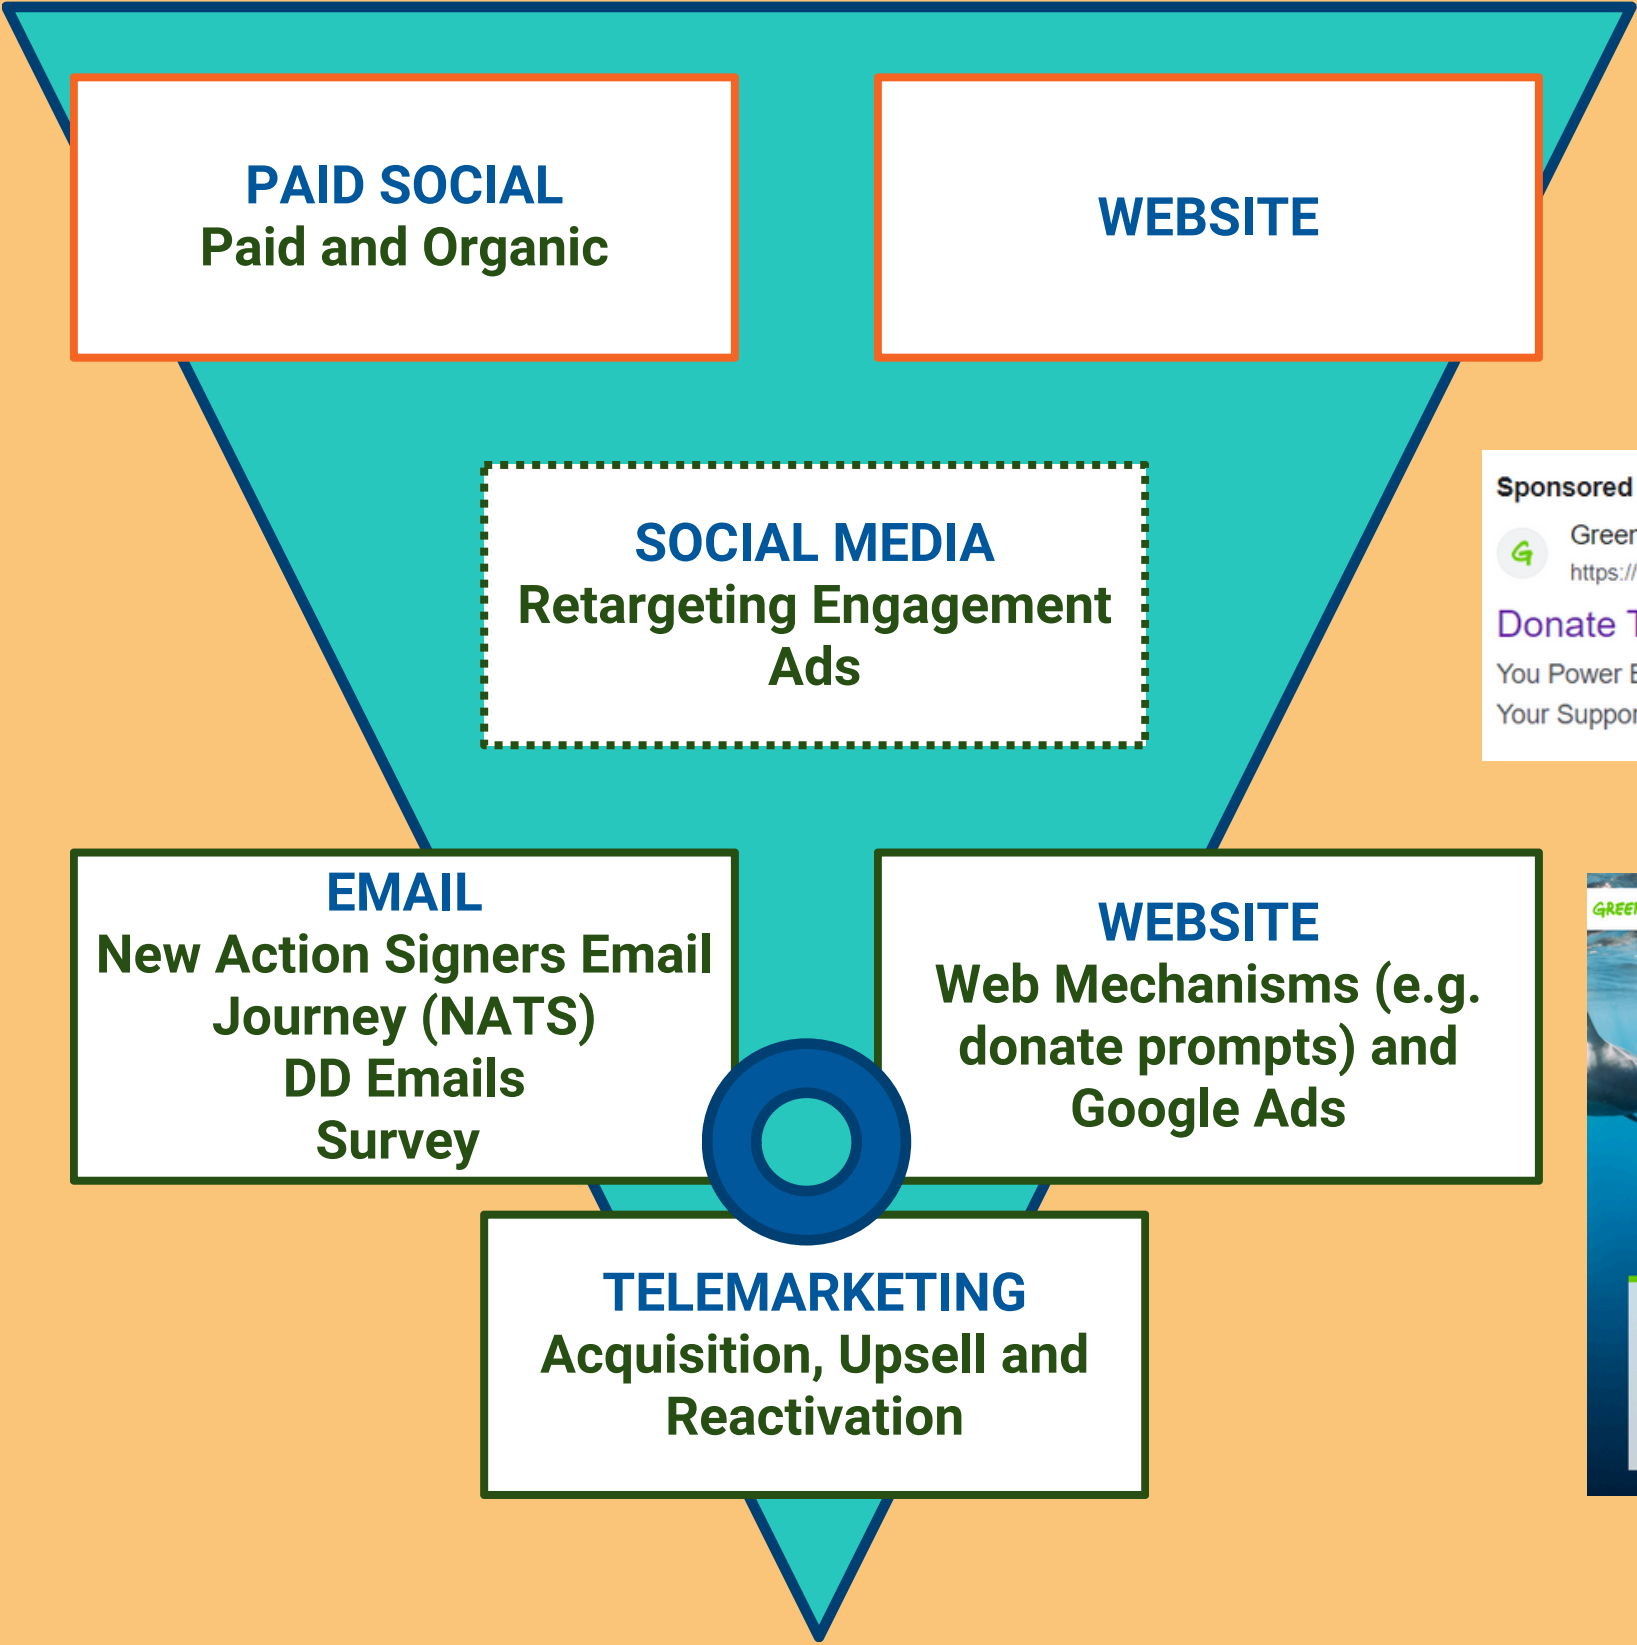 PAID SOCIAL
Paid and Organic
WEBSITE
SOCIAL MEDIA
Retargeting Engagement
Ads
Sponsored
https://
Donate
You Power
Your
EMAIL
New Action Signers Email
Journey (NATS)
DD Emails
Survey
WEBSITE
Web Mechanisms (e.g.
donate prompts) and
Google Ads
TELEMARKETING
Acquisition, Upsell and
Reactivation